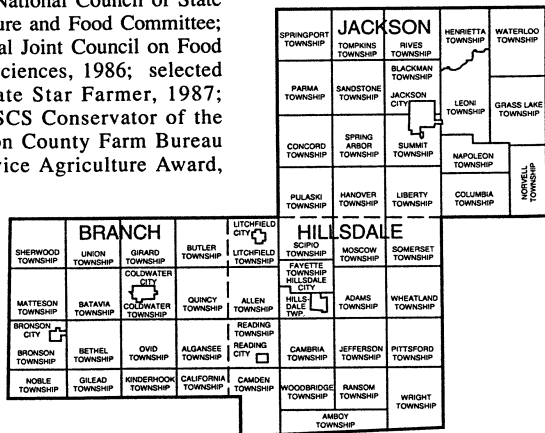 National Council of State
ure and Food Committee;
al Joint Council on Food
ciences, 1986; selected
ate Star Farmer, 1987;
SCS Conservator of the
on County Farm Bureau
vice Agriculture Award,
JACKSON
SPRINGPORT
TOWNSHIP
TOMPKINS
TOWNSHIP
RIVES
TOWNSHIP
HENRIETTA
TOWNSHIP
WATERLOO
TOWNSHIP
PARMA
TOWNSHIP
SANDSTONE
TOWNSHIP
BLACKMAN
TOWNSHIP
JACKSON
CITY
LEONI
TOWNSHIP
GRASS LAKE
TOWNSHIP
CONCORD
TOWNSHIP
SPRING
ARBOR
TOWNSHIP
SUMMIT
TOWNSHIP
NAPOLEON
TOWNSHIP
NORVELL
TOWNSHIP
PULASKI
TOWNSHIP
HANOVER
TOWNSHIP
LIBERTY
TOWNSHIP
COLUMBIA
TOWNSHIP
BRANCH
HILLSDALE
SHERWOOD
TOWNSHIP
UNION
TOWNSHIP
GIRARD
TOWNSHIP
BUTLER
TOWNSHIP
LITCHFIELD
CITY
LITCHFIELD
TOWNSHIP
SCIPIO
TOWNSHIP
MOSCOW
TOWNSHIP
SOMERSET
TOWNSHIP
MATTESON
TOWNSHIP
BATAVIA
TOWNSHIP
COLDWATER
CITY
COLDWATER
TOWNSHIP
QUINCY
TOWNSHIP
ALLEN
TOWNSHIP
FAYETTE
TOWNSHIP
HILLSDALE
CITY
HILLS-
DALE
TWP.
ADAMS
TOWNSHIP
WHEATLAND
TOWNSHIP
BRONSON
CITY
BRONSON
TOWNSHIP
BETHEL
TOWNSHIP
OVID
TOWNSHIP
ALGANSEE
TOWNSHIP
READING
TOWNSHIP
READING
CITY
CAMBRIA
TOWNSHIP
JEFFERSON
TOWNSHIP
PITTSFORD
TOWNSHIP
NOBLE
TOWNSHIP
GILEAD
TOWNSHIP
KINDERHOOK
TOWNSHIP
CALIFORNIA
TOWNSHIP
CAMDEN
TOWNSHIP
WOODBRIDGE
TOWNSHIP
RANSOM
TOWNSHIP
WRIGHT
TOWNSHIP
AMBOY
TOWNSHIP